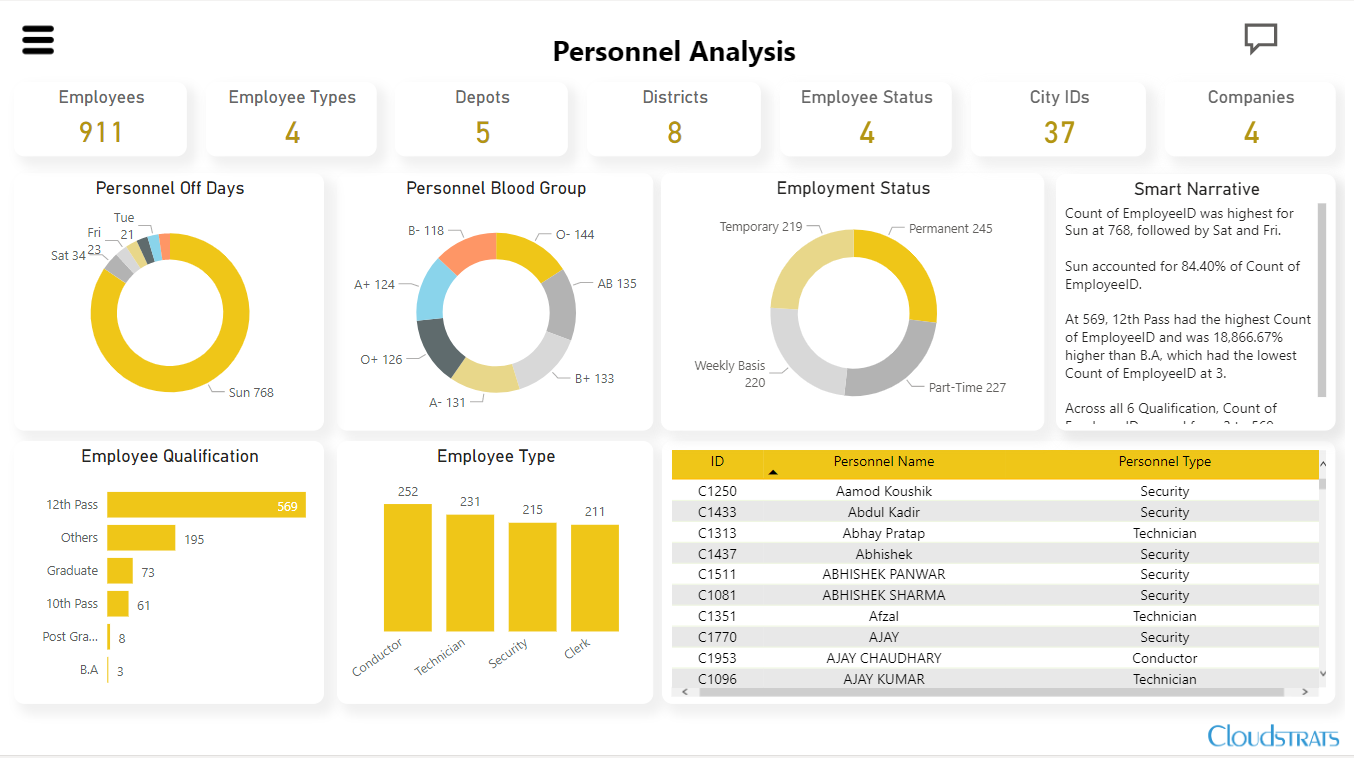 Personnel Analysis
Employees
911
Employee Types
4
Depots
5
Districts
8
Employee Status
4
City IDs
37
Companies
4
Personnel Off Days
Tue
21
Fri
23
Sat 34
Sun 768
Personnel Blood Group
B- 118
O- 144
A+ 124
AB 135
O+ 126
B+ 133
A- 131
Employment Status
Temporary 219
Permanent 245
Weekly Basis
220
Part-Time 227
Smart Narrative
Count of EmployeeID was highest for
Sun at 768, followed by Sat and Fri.
Sun accounted for 84.40% of Count of
EmployeeID.
At 569, 12th Pass had the highest Count
of EmployeeID and was 18,866.67%
higher than B.A, which had the lowest
Count of EmployeeID at 3.
Across all 6 Qualification, Count of
Employee Qualification
12th Pass 569
Others 195
Graduate 73
10th Pass 61
Post Gra... 8
B.A 3
Employee Type
252
231
215
211
Conductor
Technician
Security
Clerk
ID Personnel Name Personnel Type
C1250 Aamod Koushik Security
C1433 Abdul Kadir Security
C1313 Abhay Pratap Technician
C1437 Abhishek Security
C1511 ABHISHEK PANWAR Security
C1081 ABHISHEK SHARMA Security
C1351 Afzal Technician
C1770 AJAY Security
C1953 AJAY CHAUDHARY Conductor
C1096 AJAY KUMAR Technician
CLOUDSTRATS